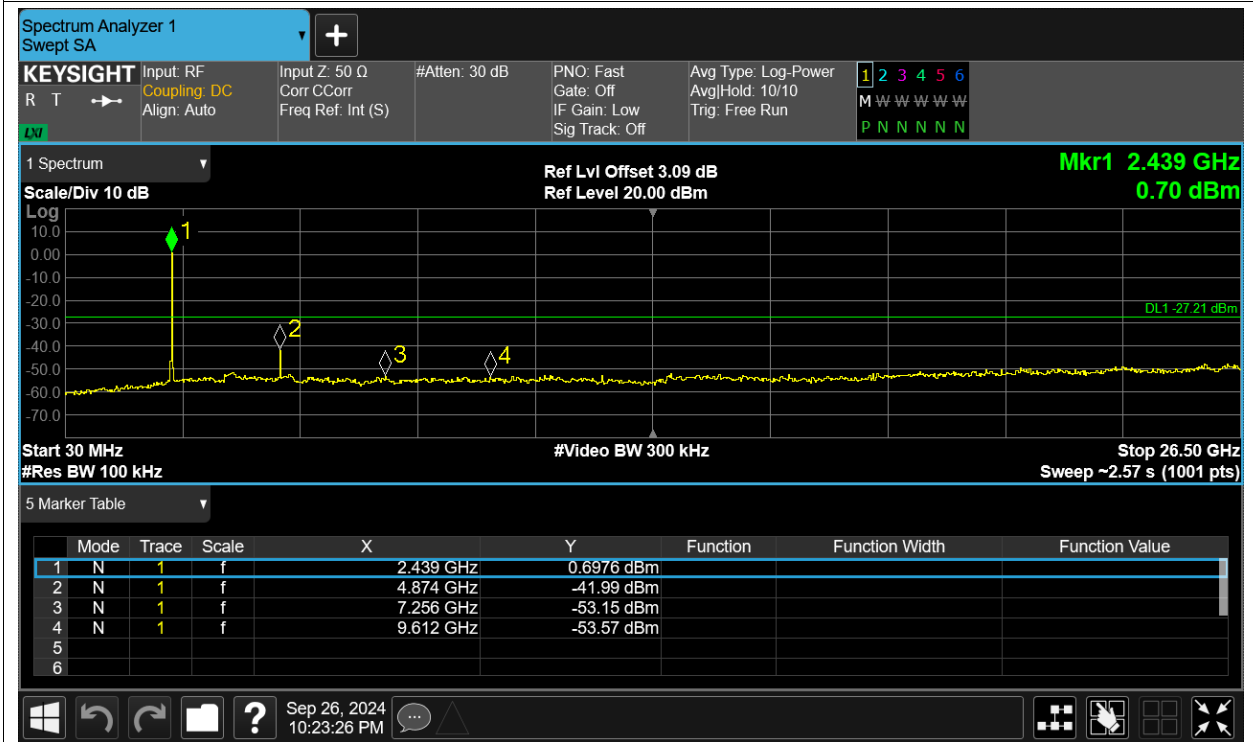 Spectrum Analyzer 1
Swept SA
+
KEYSIGHT
R T
LXI
Input: RF
Coupling: DC
Align: Auto
Input Z: 50 Ω
Corr CCorr
Freq Ref: Int (S)
#Atten: 30 dB
PNO: Fast
Gate: Off
IF Gain: Low
Sig Track: Off
Avg Type: Log-Power
Avg|Hold: 10/10
Trig: Free Run
1 2 3 4 5 6
M W W W W W
P N N N N N
1 Spectrum
Scale/Div 10 dB
Ref Lvl Offset 3.09 dB
Ref Level 20.00 dBm
Mkr1 2.439 GHz
0.70 dBm
Log
10.0
0.00
-10.0
-20.0
-30.0
-40.0
-50.0
-60.0
-70.0
1
2
3
4
DL1 -27.21 dBm
Start 30 MHz
#Res BW 100 kHz
#Video BW 300 kHz
Stop 26.50 GHz
Sweep ~2.57 s (1001 pts)
5 Marker Table
Mode Trace Scale X Y Function Function Width Function Value
1 N 1 f 2.439 GHz 0.6976 dBm
2 N 1 f 4.874 GHz -41.99 dBm
3 N 1 f 7.256 GHz -53.15 dBm
4 N 1 f 9.612 GHz -53.57 dBm
5
6
?
Sep 26, 2024
10:23:26 PM